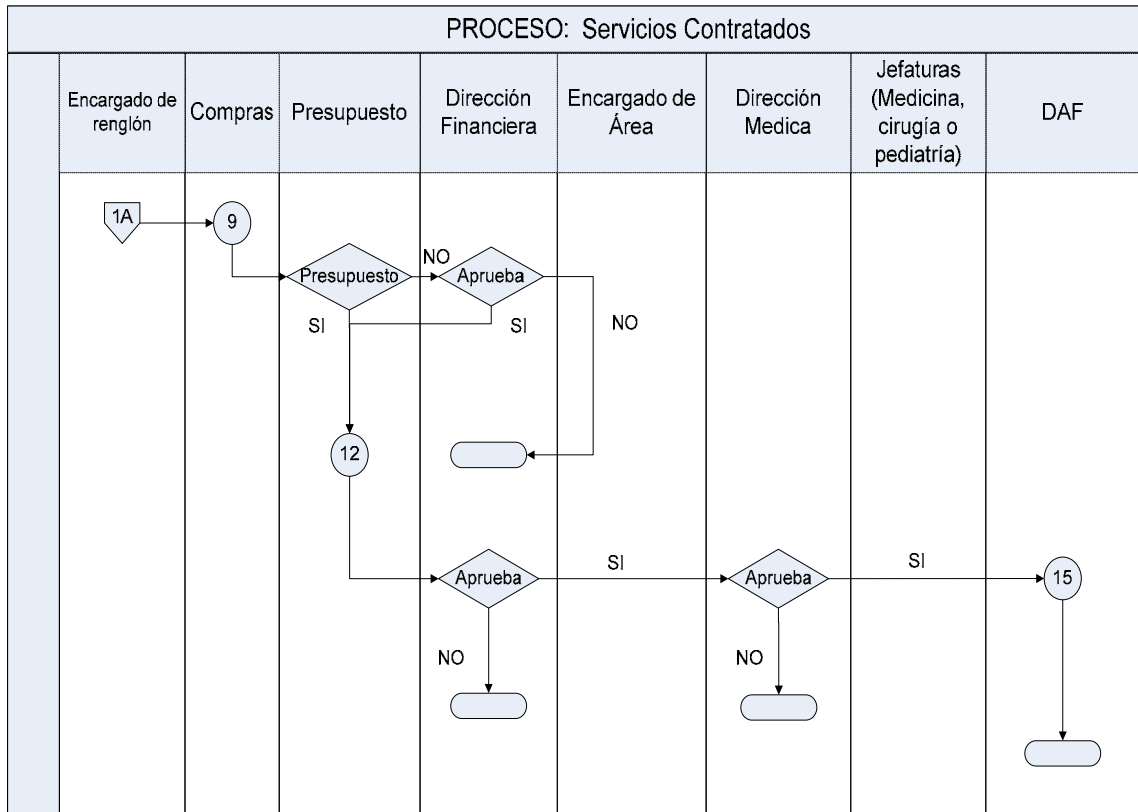 PROCESO: Servicios Contratados
Encargado de
renglón
Compras
Presupuesto
Dirección
Financiera
Encargado de
Área
Dirección
Medica
Jefaturas
(Medicina,
cirugía o
pediatría)
DAF
1A
9
Presupuesto
NO
Aprueba
SI
SI
NO
12
Aprueba
SI
Aprueba
SI
15
NO
NO